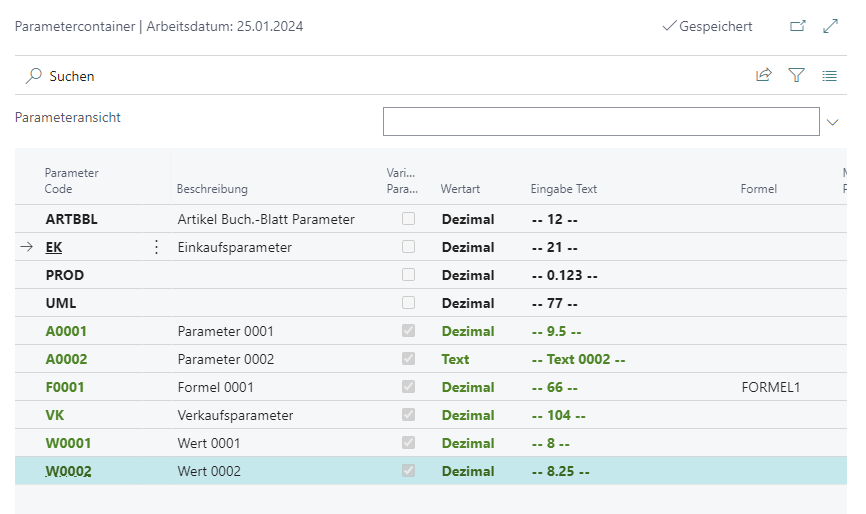 Parametercontainer | Arbeitsdatum: 25.01.2024 Gespeichert
Suchen
Parameteransicht
Parameter Code Beschreibung Vari... Para... Wertart Eingabe Text Formel M P
ARTBBL Artikel Buch.-Blatt Parameter Dezimal -- 12 --
EK Einkaufsparameter Dezimal -- 21 --
PROD Dezimal -- 0.123 --
UML Dezimal -- 77 --
A0001 Parameter 0001 Dezimal -- 9.5 --
A0002 Parameter 0002 Text -- Text 0002 --
F0001 Formel 0001 Dezimal -- 66 -- FORMEL1
VK Verkaufsparameter Dezimal -- 104 --
W0001 Wert 0001 Dezimal -- 8 --
W0002 Wert 0002 Dezimal -- 8.25 --